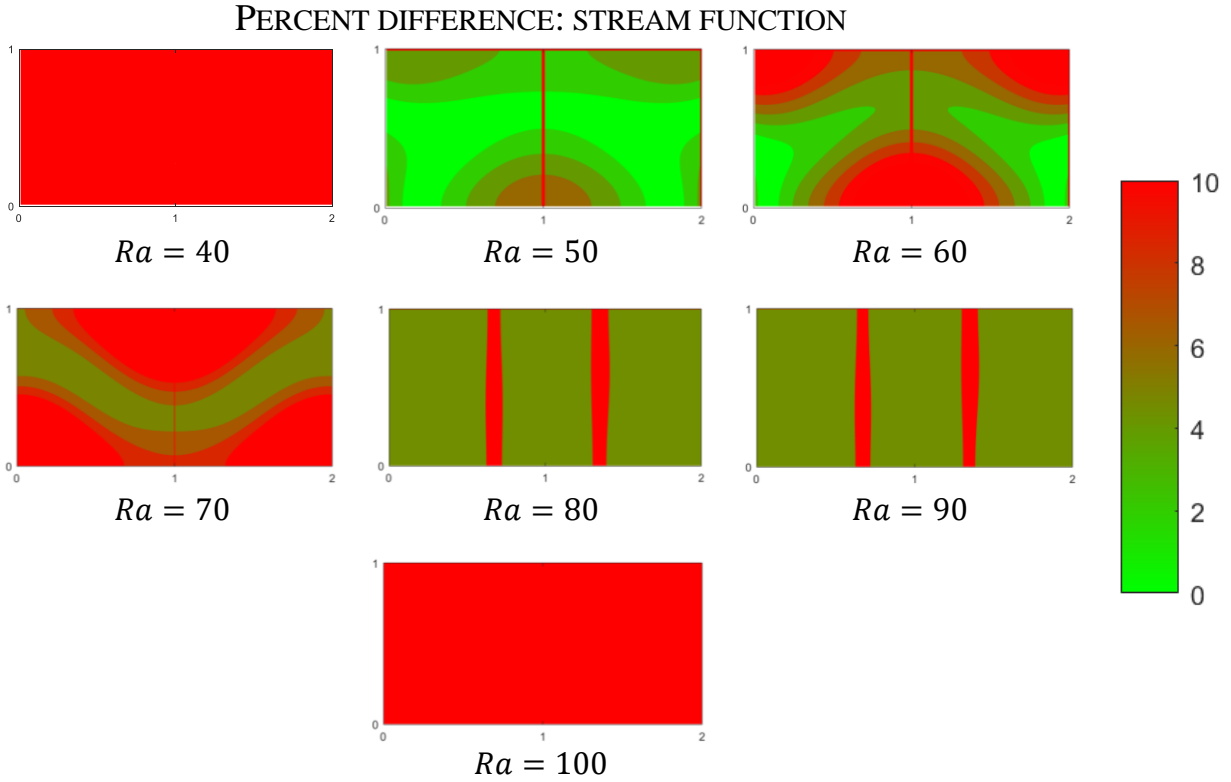 PERCENT DIFFERENCE: STREAM FUNCTION
1
0
0 1 2
Ra = 40
1
0
0 1 2
Ra = 50
1
0
0 1 2
Ra = 60
1
0
0 1 2
Ra = 70
1
0
0 1 2
Ra = 80
1
0
0 1 2
Ra = 90
1
0
0 1 2
Ra = 100
10
8
6
4
2
0